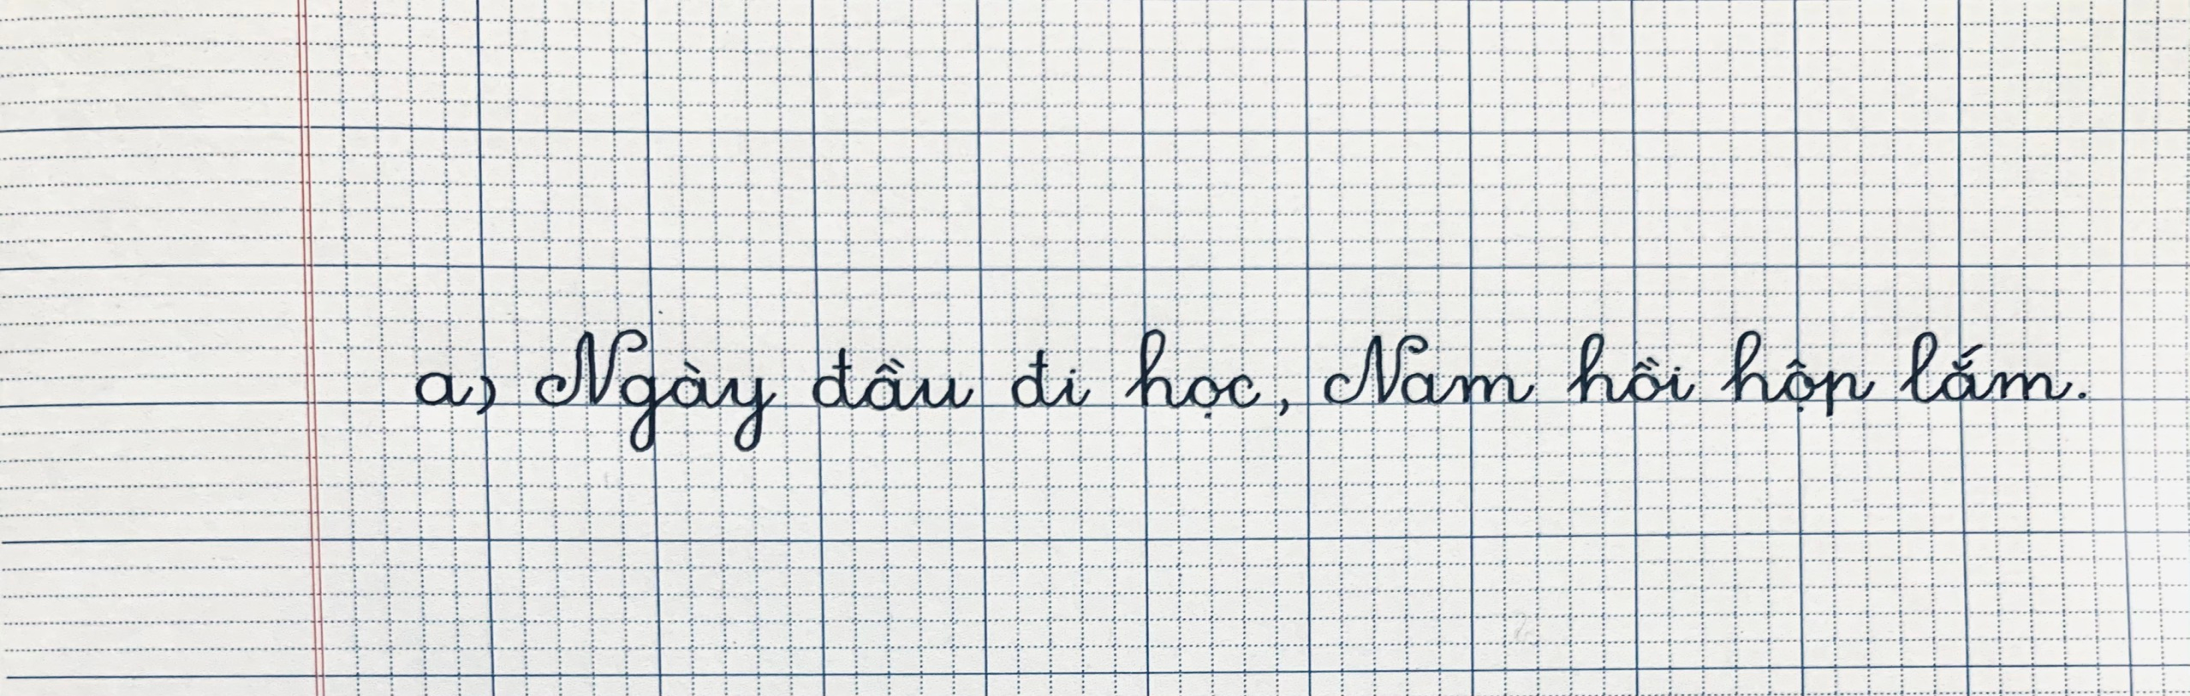 a) Ngày đầu đi học, Nam hồi hộp lắm.